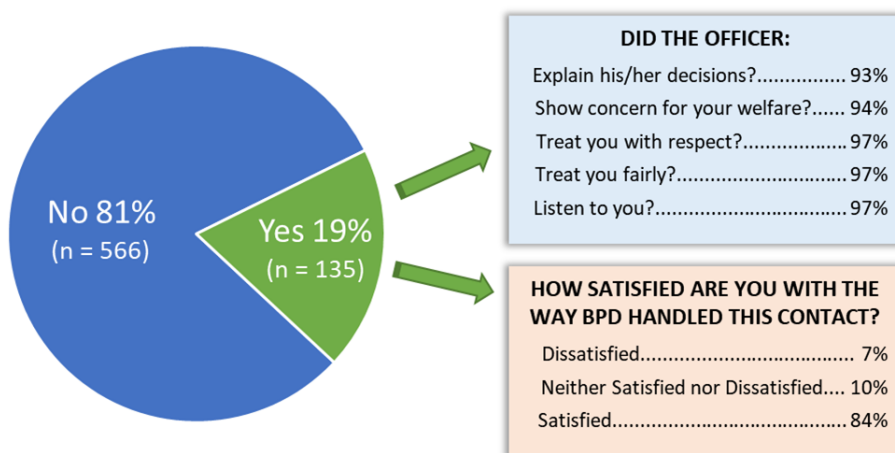 No 81%
(n = 566)
Yes 19%
(n = 135)
DID THE OFFICER:
Explain his/her decisions?................ 93%
Show concern for your welfare?...... 94%
Treat you with respect?................... 97%
Treat you fairly?............................... 97%
Listen to you?................................... 97%
HOW SATISFIED ARE YOU WITH THE
WAY BPD HANDLED THIS CONTACT?
Dissatisfied....................................... 7%
Neither Satisfied nor Dissatisfied.... 10%
Satisfied........................................... 84%